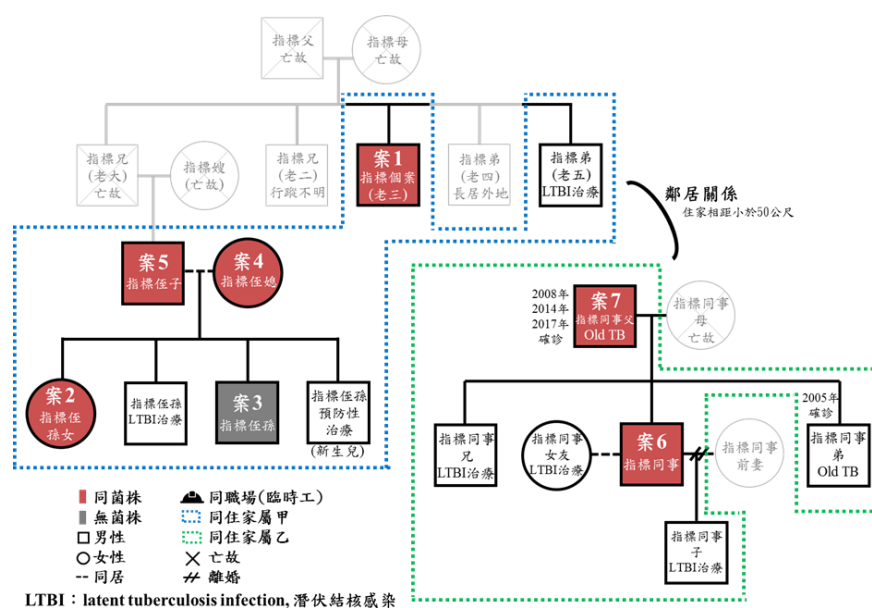 指標父
亡故
指標母
亡故
指標兄
(老大)
亡故
指標嫂
(亡故)
指標兄
(老二)
行蹤不明
案1
指標個案
(老三)
指標弟
(老四)
長居外地
指標弟
(老五)
LTBI治療
鄰居關係
住家相距小於50公尺
案5
指標侄子
案4
指標侄媳
案2
指標侄
孫女
指標侄孫
LTBI治療
案3
指標侄孫
指標侄孫
預防性
治療
(新生兒)
2008年
2014年
2017年
確診
案7
指標同事父
Old TB
指標同事
母
亡故
指標同事
兄
LTBI治療
指標同事
女友
LTBI治療
案6
指標同事
指標同事
前妻
2005年
確診
指標同事
弟
Old TB
指標同事
子
LTBI治療
同菌株
同職場(臨時工)
無菌株
同住家屬甲
男性
同住家屬乙
女性
亡故
同居
離婚
LTBI：latent tuberculosis infection, 潛伏結核感染